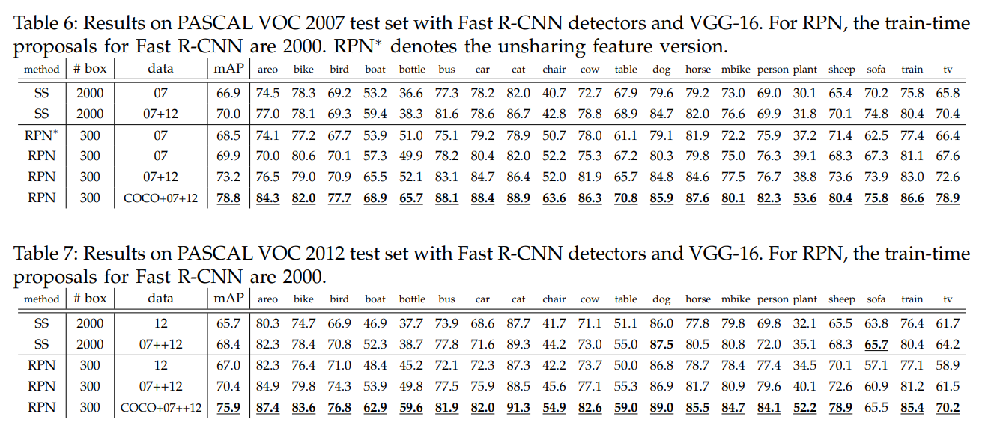 Table 6: Results on PASCAL VOC 2007 test set with Fast R-CNN detectors and VGG-16. For RPN, the train-time
proposals for Fast R-CNN are 2000. RPN* denotes the unsharing feature version.
method # box data mAP areo bike bird boat bottle bus car cat chair cow table dog horse mbike person plant sheep sofa train tv
SS 2000 07 66.9 74.5 78.3 69.2 53.2 36.6 77.3 78.2 82.0 40.7 72.7 67.9 79.6 79.2 73.0 69.0 30.1 65.4 70.2 75.8 65.8
SS 2000 07+12 70.0 77.0 78.1 69.3 59.4 38.3 81.6 78.6 86.7 42.8 78.8 68.9 84.7 82.0 76.6 69.9 31.8 70.1 74.8 80.4 70.4
RPN* 300 07 68.5 74.1 77.2 67.7 53.9 51.0 75.1 79.2 78.9 50.7 78.0 61.1 79.1 81.9 72.2 75.9 37.2 71.4 62.5 77.4 66.4
RPN 300 07 69.9 70.0 80.6 70.1 57.3 49.9 78.2 80.4 82.0 52.2 75.3 67.2 80.3 79.8 75.0 76.3 39.1 68.3 67.3 81.1 67.6
RPN 300 07+12 73.2 76.5 79.0 70.9 65.5 52.1 83.1 84.7 86.4 52.0 81.9 65.7 84.8 84.6 77.5 76.7 38.8 73.6 73.9 83.0 72.6
RPN 300 COCO+07+12 78.8 84.3 82.0 77.7 68.9 65.7 88.1 88.4 88.9 63.6 86.3 70.8 85.9 87.6 80.1 82.3 53.6 80.4 75.8 86.6 78.9
Table 7: Results on PASCAL VOC 2012 test set with Fast R-CNN detectors and VGG-16. For RPN, the train-time
proposals for Fast R-CNN are 2000.
method # box data mAP areo bike bird boat bottle bus car cat chair cow table dog horse mbike person plant sheep sofa train tv
SS 2000 12 65.7 80.3 74.7 66.9 46.9 37.7 73.9 68.6 87.7 41.7 71.1 51.1 86.0 77.8 79.8 69.8 32.1 65.5 63.8 76.4 61.7
SS 2000 07++12 68.4 82.3 78.4 70.8 52.3 38.7 77.8 71.6 89.3 44.2 73.0 55.0 87.5 80.5 80.8 72.0 35.1 68.3 65.7 80.4 64.2
RPN 300 12 67.0 82.3 76.4 71.0 48.4 45.2 72.1 72.3 87.3 42.2 73.7 50.0 86.8 78.7 78.4 77.4 34.5 70.1 57.1 77.1 58.9
RPN 300 07++12 70.4 84.9 79.8 74.3 53.9 49.8 77.5 75.9 88.5 45.6 77.1 55.3 86.9 81.7 80.9 79.6 40.1 72.6 60.9 81.2 61.5
RPN 300 COCO+07++12 75.9 87.4 83.6 76.8 62.9 59.6 81.9 82.0 91.3 54.9 82.6 59.0 89.0 85.5 84.7 84.1 52.2 78.9 65.5 85.4 70.2